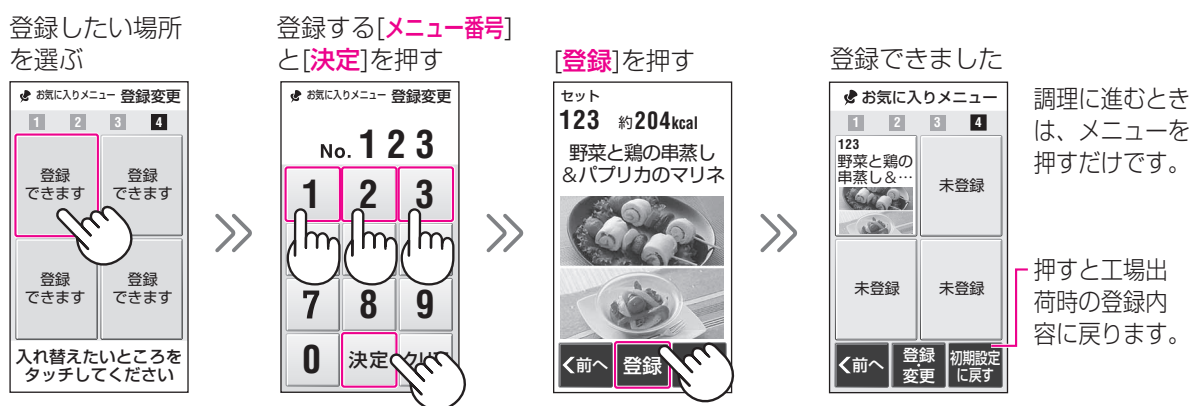 登録したい場所
を選ぶ
お気に入りメニュー 登録変更
1 2 3 4
登録
できます
登録
できます
登録
できます
登録
できます
入れ替えたいところを
タッチしてください
登録する[メニュー番号]
と[決定]を押す
お気に入りメニュー 登録変更
No. 1 2 3
1 2 3
7 8 9
0 決定
[登録]を押す
セット
123 約204kcal
野菜と鶏の串蒸し
&パプリカのマリネ
く前へ 登録
登録できました
お気に入りメニュー
1 2 3 4
123
野菜と鶏の
串蒸し&…
未登録
未登録
未登録
く前へ
登録
・
変更
初期設定
に戻す
調理に進むとき
は、メニューを
押すだけです。
押すと工場出
荷時の登録内
容に戻ります。